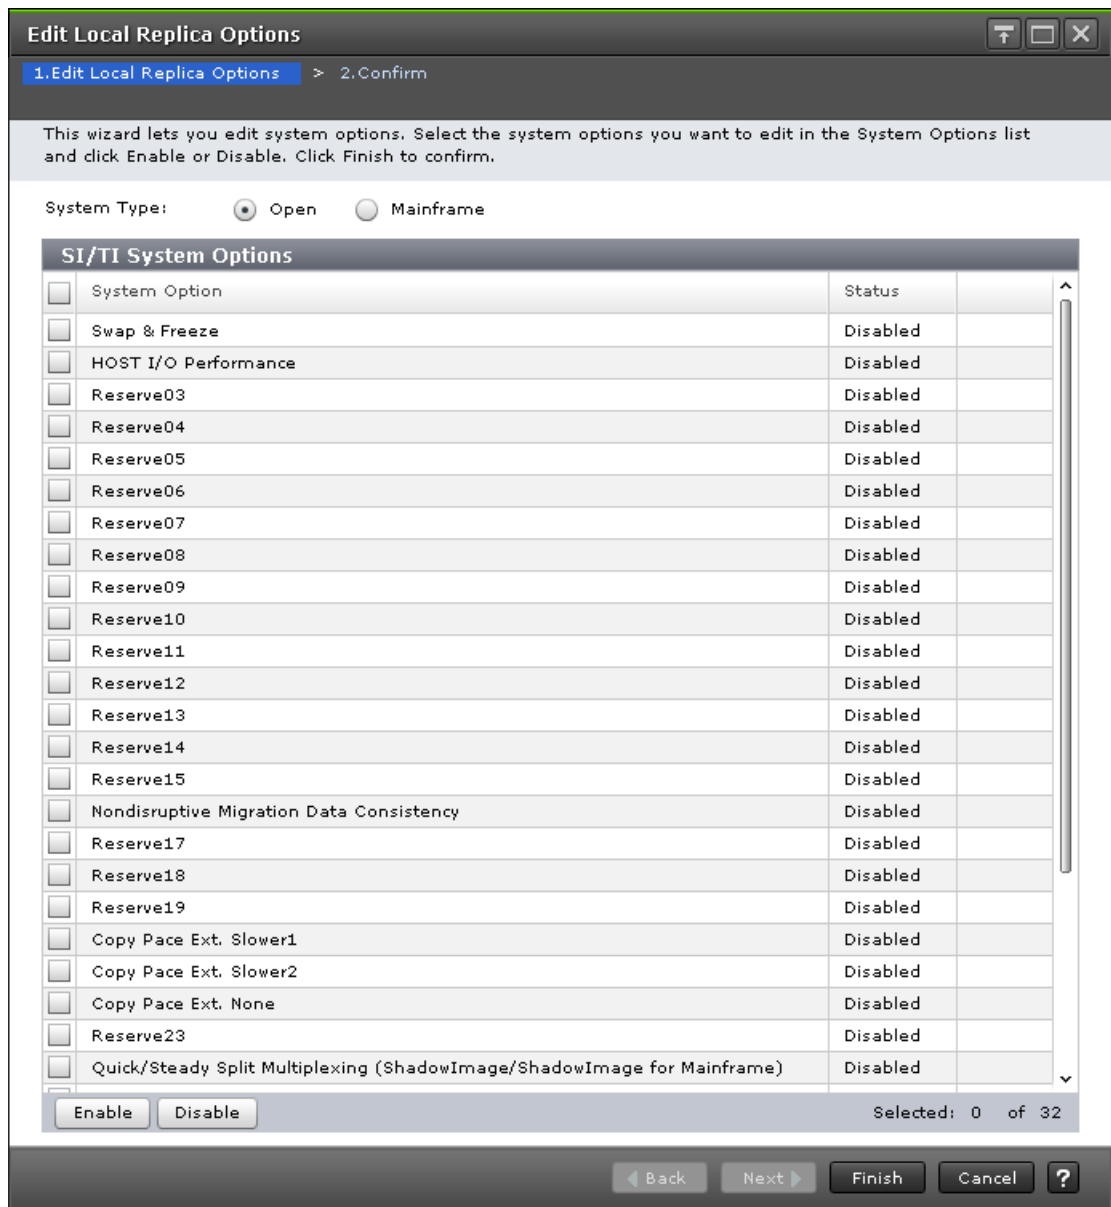 Edit Local Replica Options
1.Edit Local Replica Options > 2.Confirm
This wizard lets you edit system options. Select the system options you want to edit in the System Options list
and click Enable or Disable. Click Finish to confirm.
System Type: Open Mainframe
SI/TI System Options
System Option Status
Swap & Freeze Disabled
HOST I/O Performance Disabled
Reserve03 Disabled
Reserve04 Disabled
Reserve05 Disabled
Reserve06 Disabled
Reserve07 Disabled
Reserve08 Disabled
Reserve09 Disabled
Reserve10 Disabled
Reserve11 Disabled
Reserve12 Disabled
Reserve13 Disabled
Reserve14 Disabled
Reserve15 Disabled
Nondisruptive Migration Data Consistency Disabled
Reserve17 Disabled
Reserve18 Disabled
Reserve19 Disabled
Copy Pace Ext. Slower1 Disabled
Copy Pace Ext. Slower2 Disabled
Copy Pace Ext. None Disabled
Reserve23 Disabled
Quick/Steady Split Multiplexing (ShadowImage/ShadowImage for Mainframe) Disabled
Enable Disable Selected: 0 of 32
Back Next Finish Cancel ?